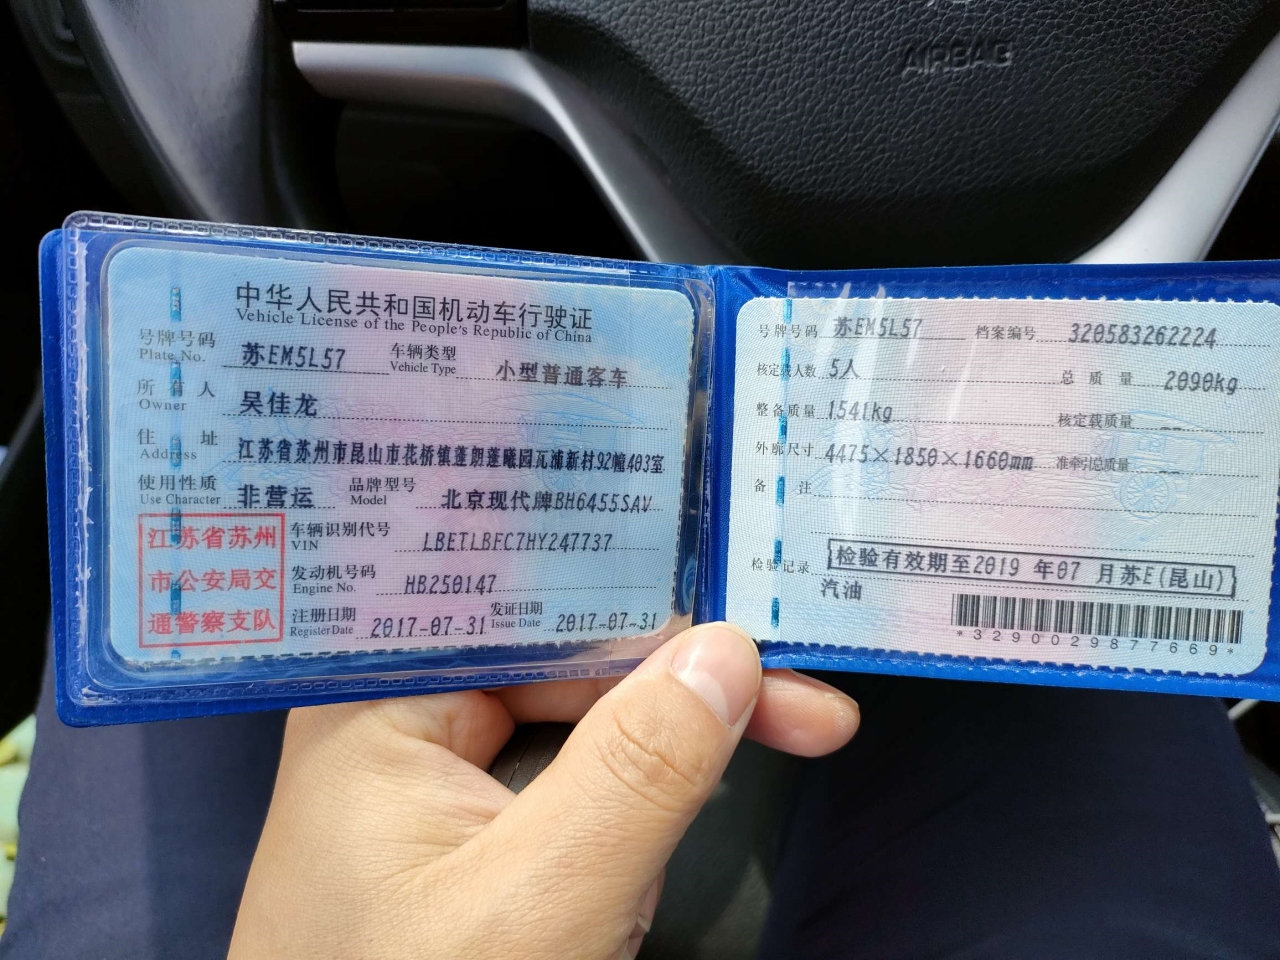 AIRBAG
中华人民共和国机动车行驶证
Vehicle License of the People's Republic of China
号牌号码 Plate No. 苏EM5L57 车辆类型 Vehicle Type 小型普通客车
所有人 Owner 吴佳龙
住址 Address 江苏省苏州市昆山市花桥镇蓬朗蓬曦园瓦浦新村92幢403室
使用性质 Use Character 非营运 品牌型号 Model 北京现代牌BH6455SAV
江苏省苏州
市公安局交
通警察支队
车辆识别代号 VIN LBETLBFC7HY247737
发动机号码 Engine No. HB250147
注册日期 Register Date 2017-07-31 发证日期 Issue Date 2017-07-31
号牌号码 苏EM5L57 档案编号 320583262224
核定载人数 5人 总质量 2090kg
整备质量 1541kg 核定载质量 --
外廓尺寸 4475×1850×1660mm 准牵引总质量 --
备注
检验记录 检验有效期至2019年07月苏E(昆山)
汽油
*3290029877669*